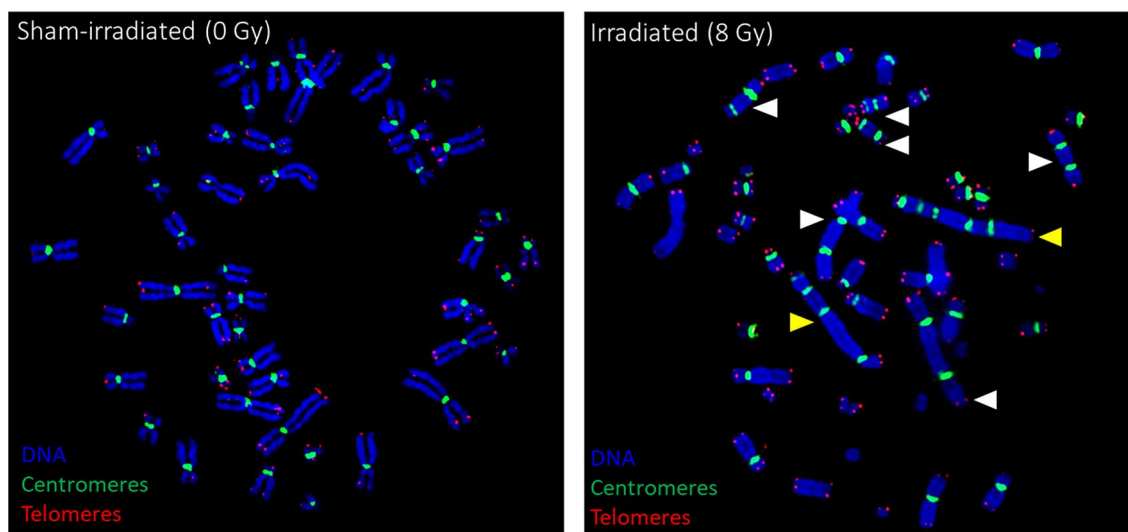 Sham-irradiated (0 Gy)
DNA
Centromeres
Telomeres
Irradiated (8 Gy)
DNA
Centromeres
Telomeres